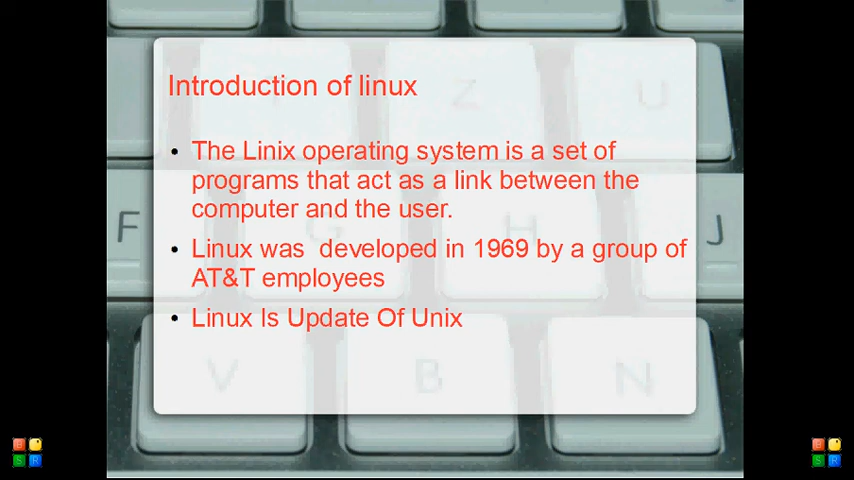 Introduction of linux
The Linix operating system is a set of
programs that act as a link between the
computer and the user.
Linux was  developed in 1969 by a group of
AT&T employees
Linux Is Update Of Unix
Z
U
F
G
H
J
V
B
N